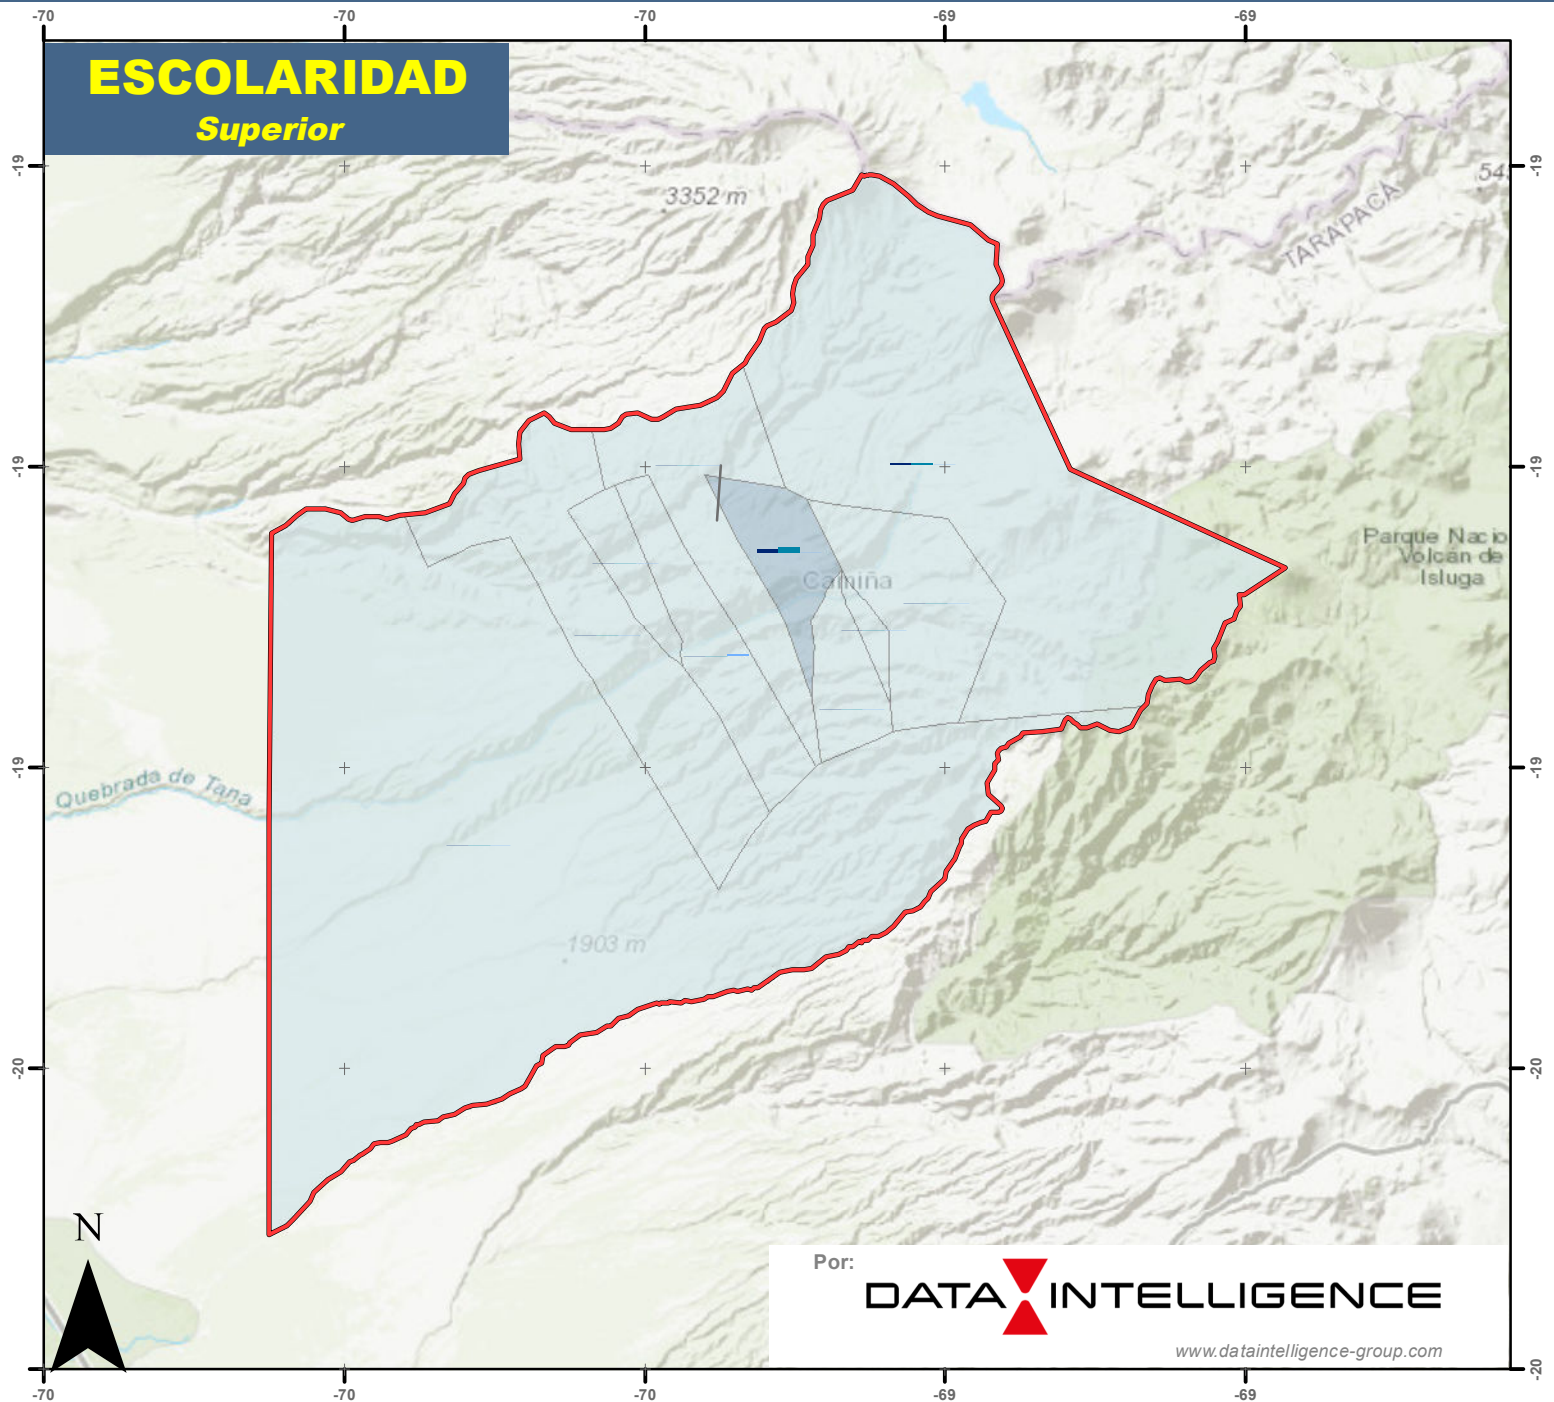 -70 -70 -70 -69 -69
ESCOLARIDAD
Superior
-19 -19
3352 m
TARAPACÁ
-19 -19
Parque Nacio
Volcán de
Isluga
Camiña
-19 -19
Quebrada de Tana
1903 m
-20 -20
N
Por:
DATA INTELLIGENCE
www.dataintelligence-group.com
-20
-70 -70 -70 -69 -69